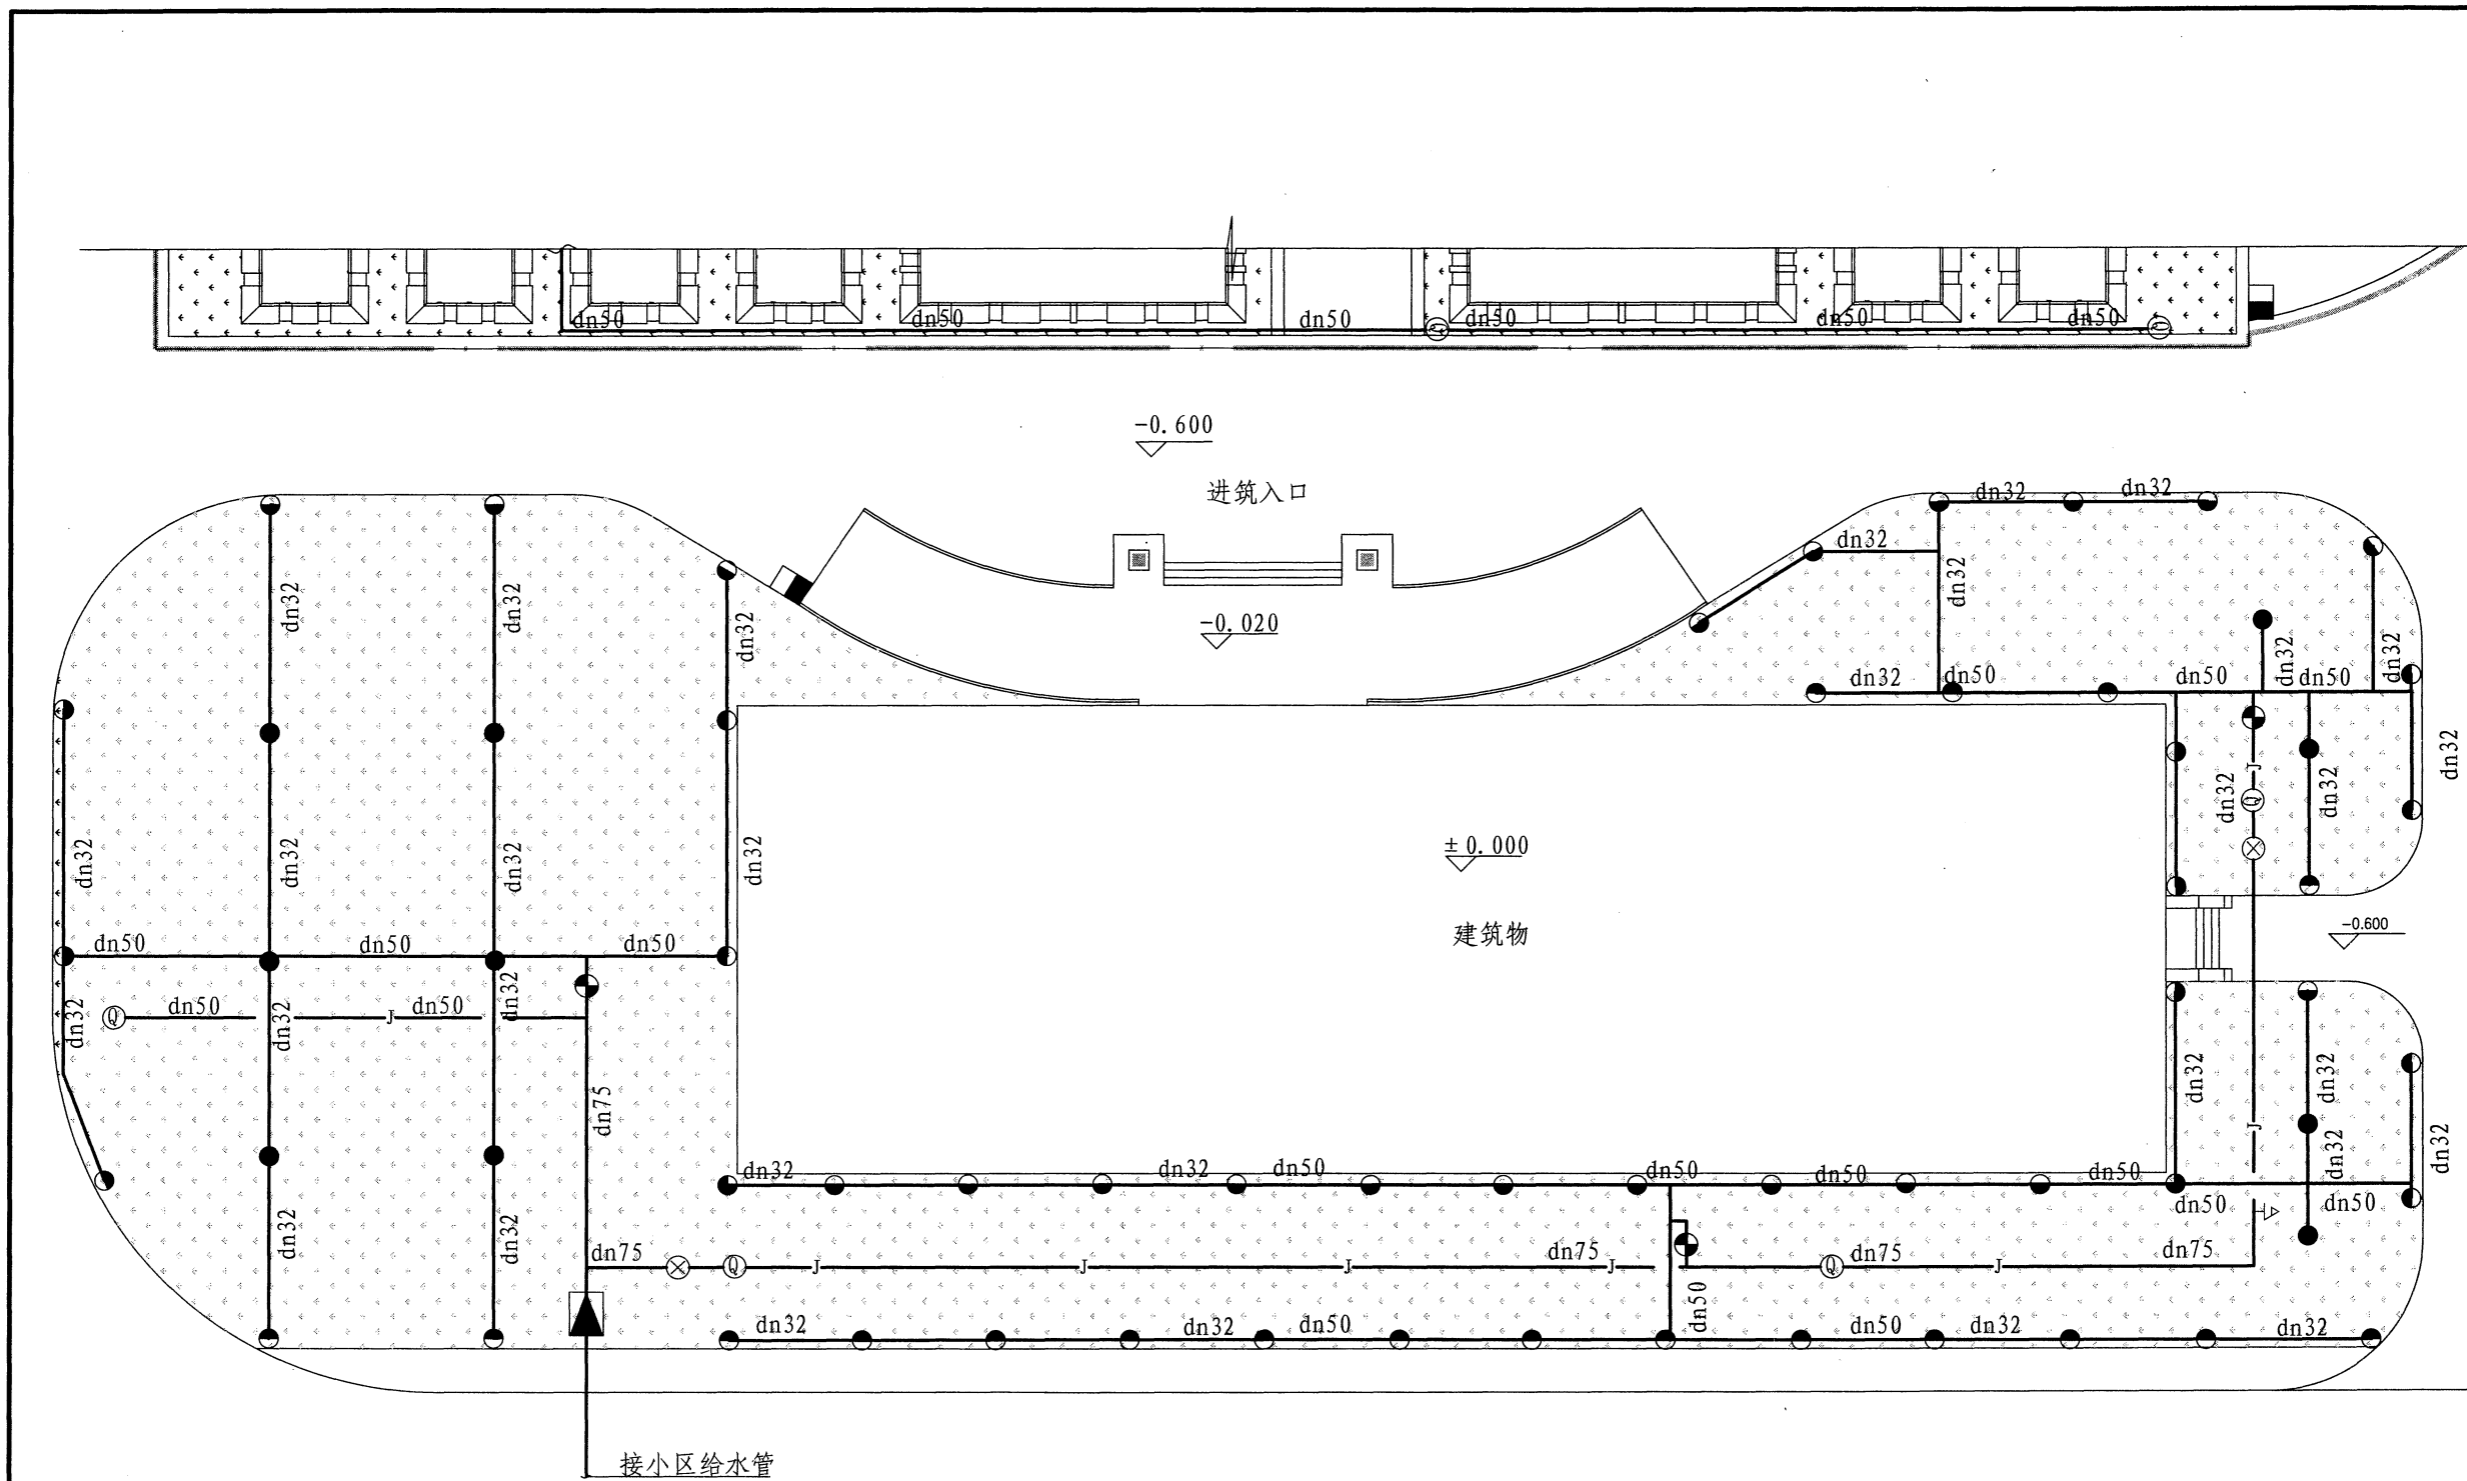 dn50 dn50 dn50 dn50 dn50 dn50
-0.600
进筑入口
dn32 dn32
dn32
dn32
dn32
dn32
dn32
-0.020
dn32
dn32
dn32 dn50 dn50 dn50
dn32
dn32
dn32
dn32
Q
J
±0.000
建筑物
-0.600
dn32
dn32
dn32
dn32
dn50 dn50 dn50
Q dn50 J dn50
dn32
dn32
dn32
dn75
dn32
dn32
dn32
dn32
J
dn32 dn32 dn50 dn50 dn50 dn50
dn50 dn50
dn32
dn32
dn75 Q J J J dn75 J Q dn75 J dn75
dn50
dn32 dn32 dn50 dn50 dn32 dn32
接小区给水管